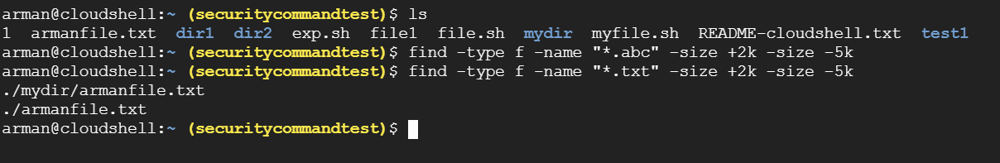 arman@cloudshell:~ (securitycommandtest)$ ls
1  armanfile.txt  dir1  dir2  exp.sh  file1  file.sh  mydir  myfile.sh  README-cloudshell.txt  test1
arman@cloudshell:~ (securitycommandtest)$ find -type f -name "*.abc" -size +2k -size -5k
arman@cloudshell:~ (securitycommandtest)$ find -type f -name "*.txt" -size +2k -size -5k
./mydir/armanfile.txt
./armanfile.txt
arman@cloudshell:~ (securitycommandtest)$